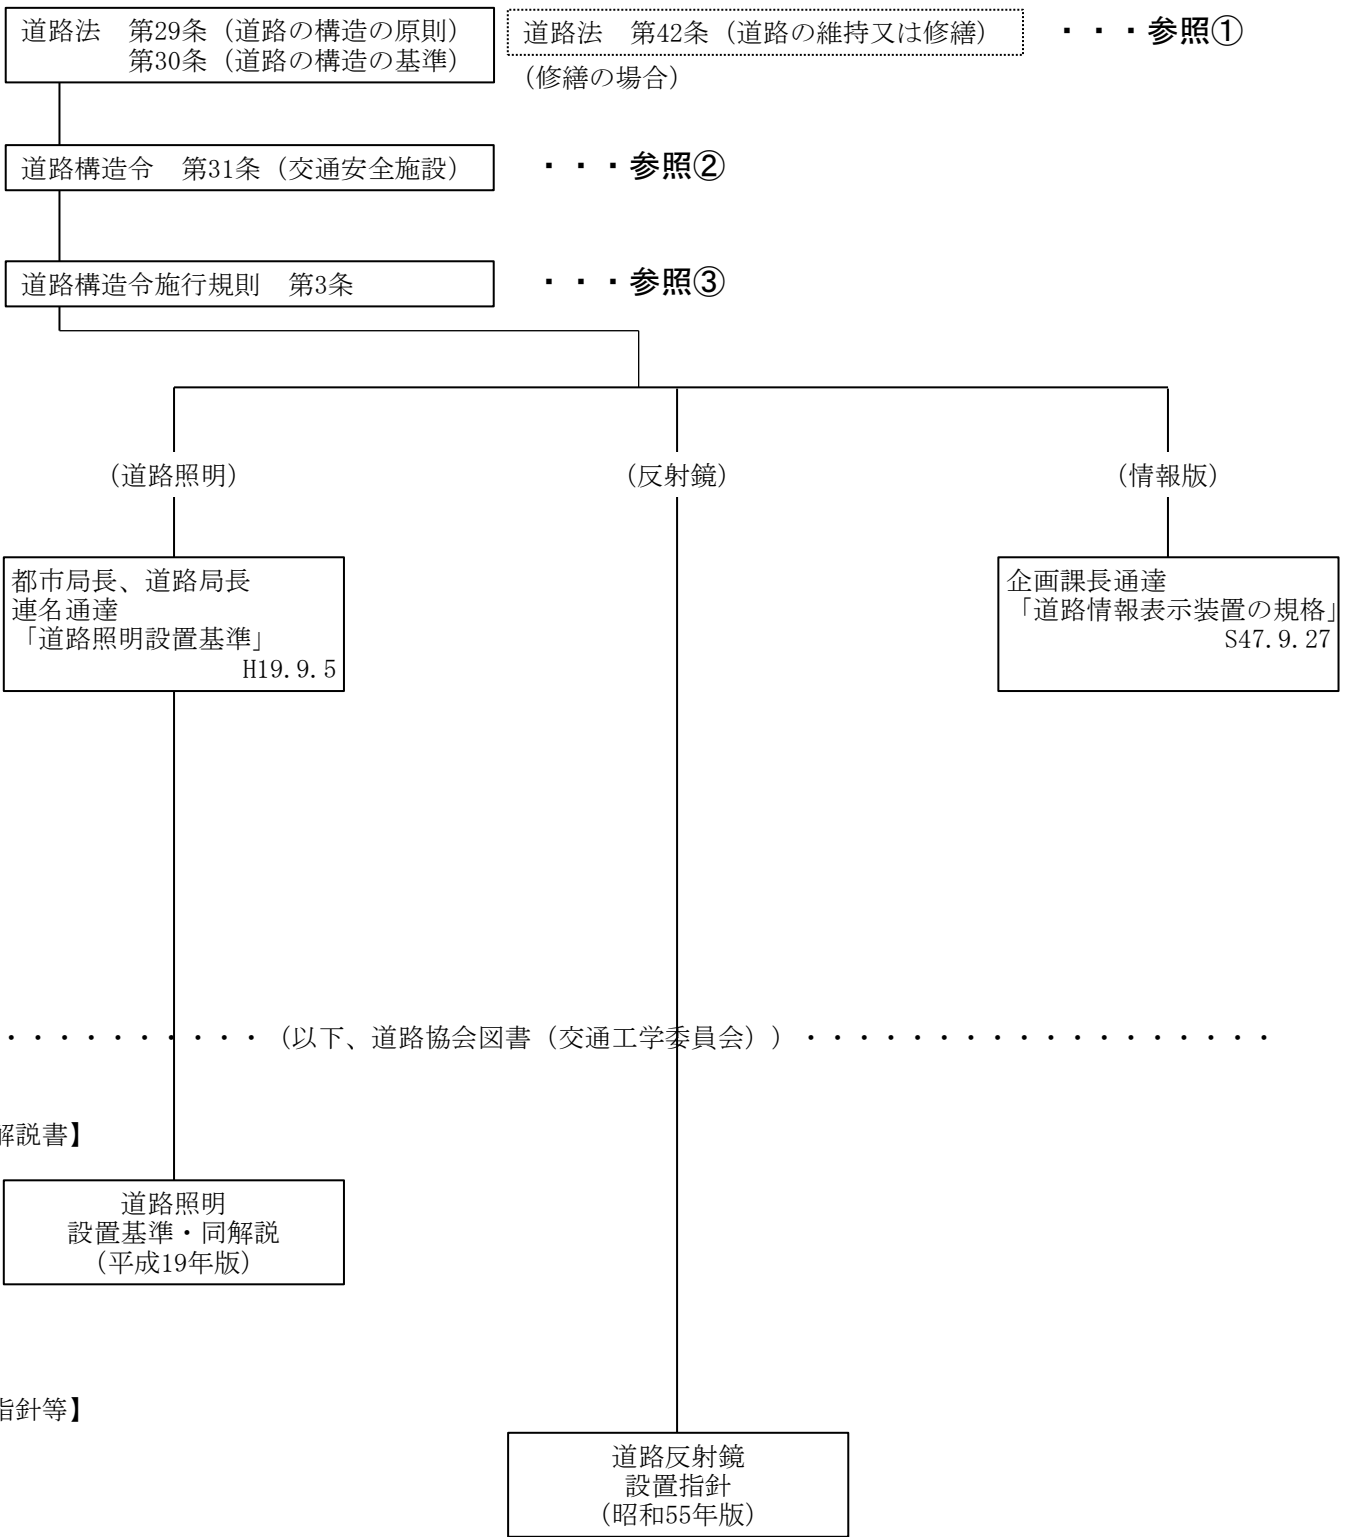 道路法　第29条（道路の構造の原則）
第30条（道路の構造の基準）
道路法　第42条（道路の維持又は修繕）
・・・参照①
（修繕の場合）
道路構造令　第31条（交通安全施設）
・・・参照②
道路構造令施行規則　第3条
・・・参照③
（道路照明）
（反射鏡）
（情報版）
都市局長、道路局長
連名通達
「道路照明設置基準」
H19.9.5
企画課長通達
「道路情報表示装置の規格」
S47.9.27
・・・・・・・・・・（以下、道路協会図書（交通工学委員会））・・・・・・・・・・・・・・・・・・
解説書】
道路照明
設置基準・同解説
（平成19年版）
指針等】
道路反射鏡
設置指針
（昭和55年版）